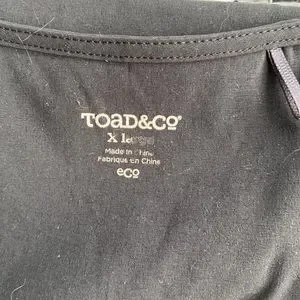 TOAD&CO®
X large
Made in China
Fabriqué en Chine
eco